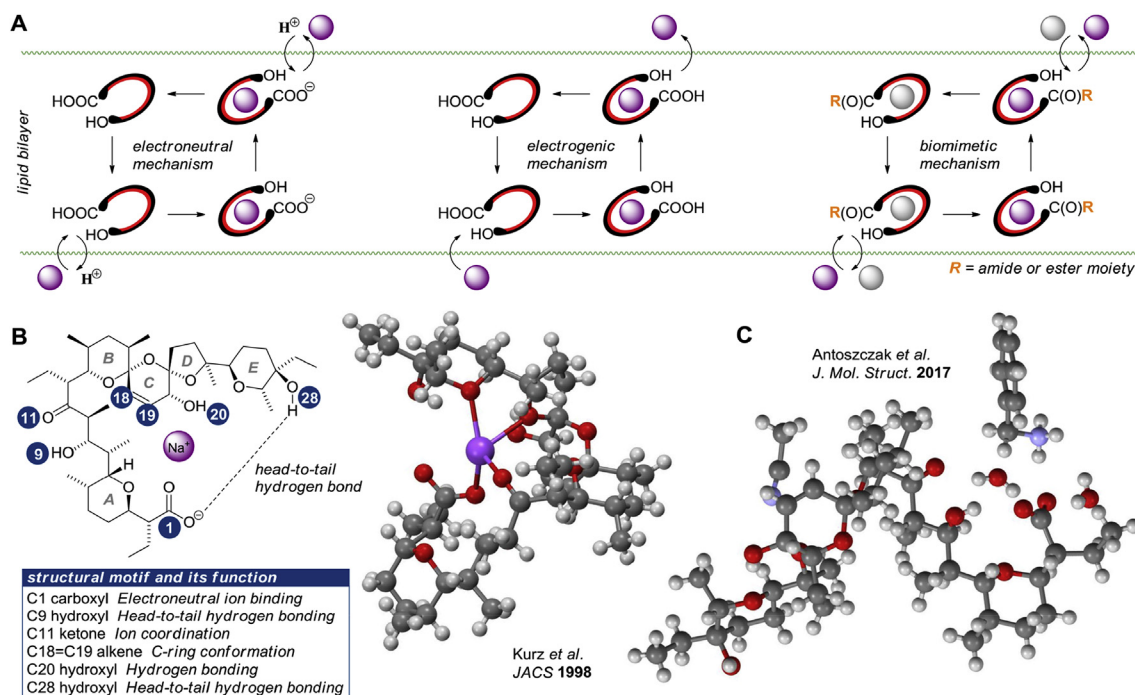 A
H⊕
HOOC
HO
OH
COO⊖
electroneutral
mechanism
HOOC
HO
OH
COO⊖
H⊕
lipid bilayer
HOOC
HO
OH
COOH
electrogenic
mechanism
HOOC
HO
OH
COOH
R(O)C
HO
OH
C(O)R
biomimetic
mechanism
R(O)C
HO
OH
C(O)R
R = amide or ester moiety
B
B
O
O
C
D
O
O
E
O
H
28
11
O
18
19
OH
20
9
HO
Na⁺
H
A
O
O
O⊖
1
head-to-tail
hydrogen bond
structural motif and its function
C1 carboxyl Electroneutral ion binding
C9 hydroxyl Head-to-tail hydrogen bonding
C11 ketone Ion coordination
C18=C19 alkene C-ring conformation
C20 hydroxyl Hydrogen bonding
C28 hydroxyl Head-to-tail hydrogen bonding
Kurz et al.
JACS 1998
C
Antoszczak et al.
J. Mol. Struct. 2017